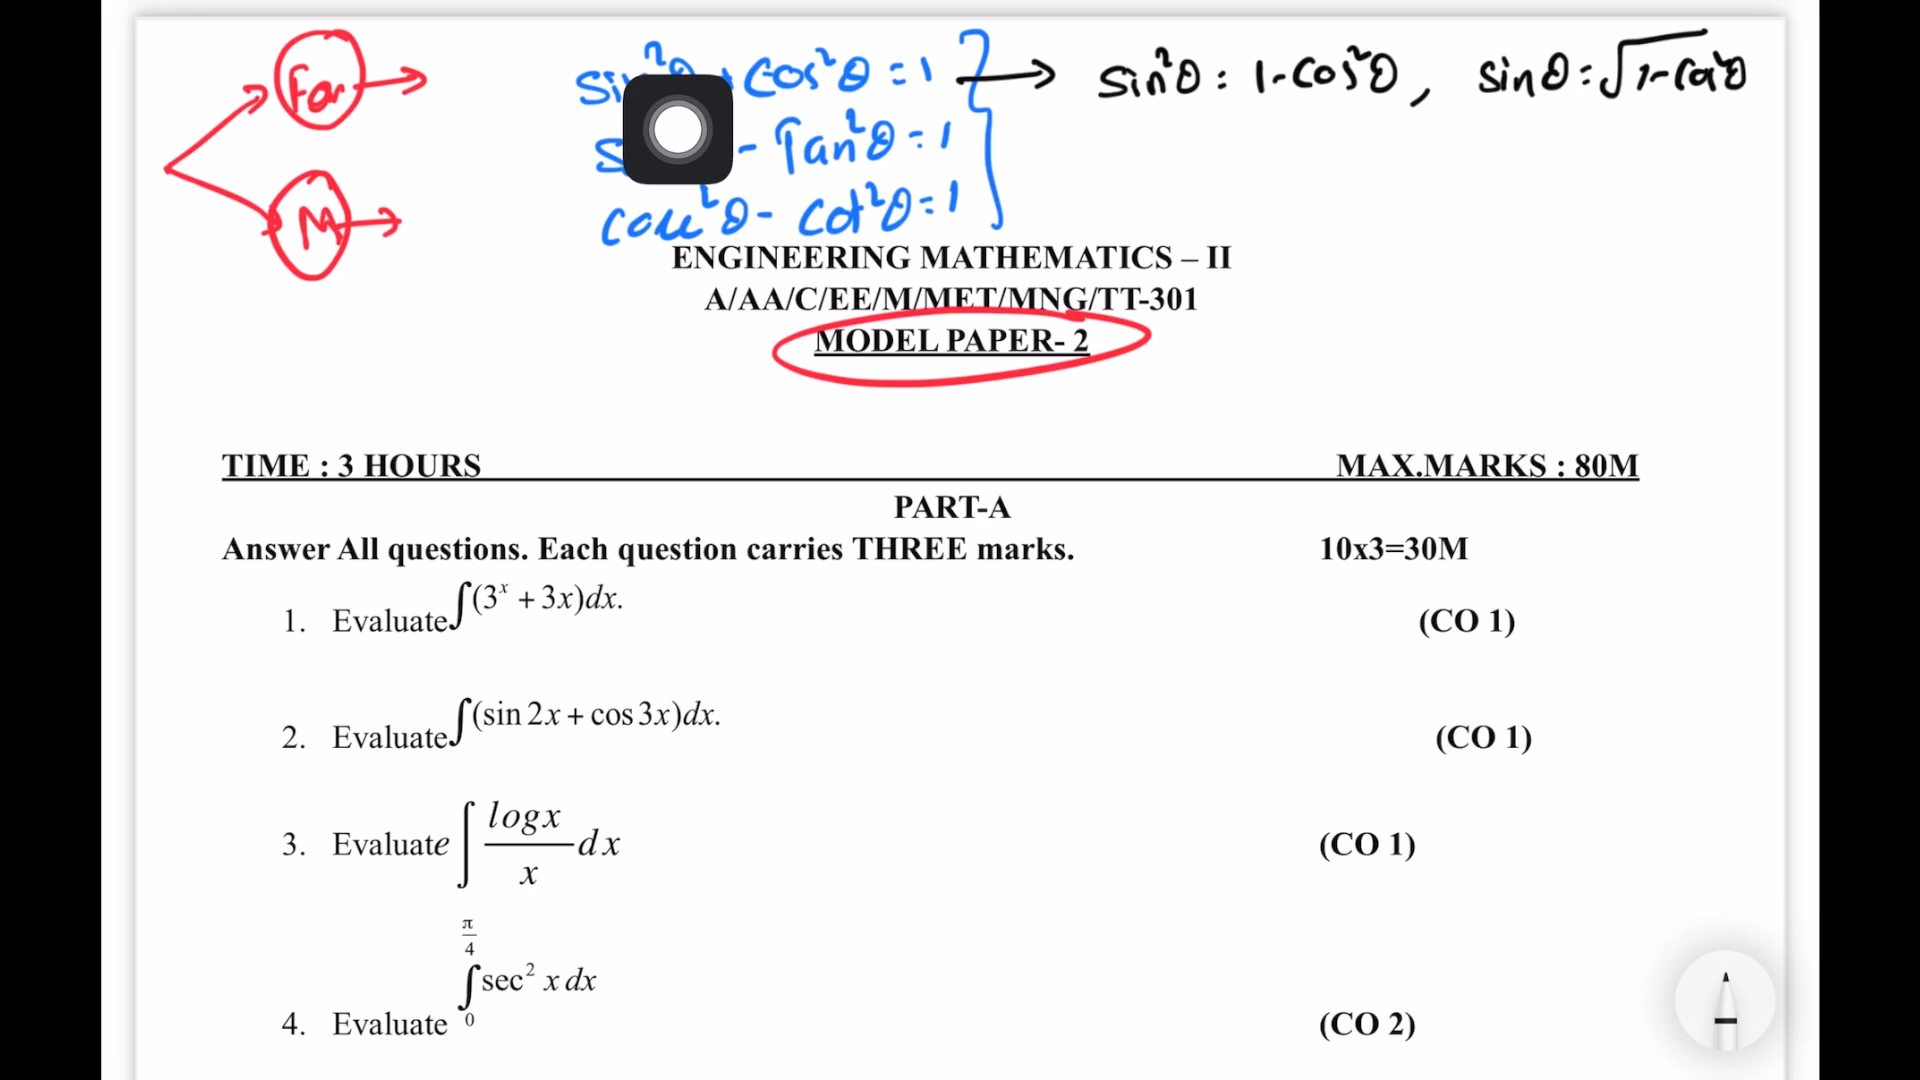 For
M
cos²θ = 1 → sin²θ = 1-cos²θ, sinθ = √1-cos²θ
- Tan²θ = 1
cosec²θ - cot²θ = 1
ENGINEERING MATHEMATICS – II
A/AA/C/EE/M/MET/MNG/TT-301
MODEL PAPER- 2
TIME : 3 HOURS MAX.MARKS : 80M
PART-A
Answer All questions. Each question carries THREE marks. 10x3=30M
1. Evaluate ∫(3ˣ + 3x)dx. (CO 1)
2. Evaluate ∫(sin 2x + cos 3x)dx. (CO 1)
3. Evaluate ∫ logx/x dx (CO 1)
4. Evaluate ∫₀^(π/4) sec² x dx (CO 2)